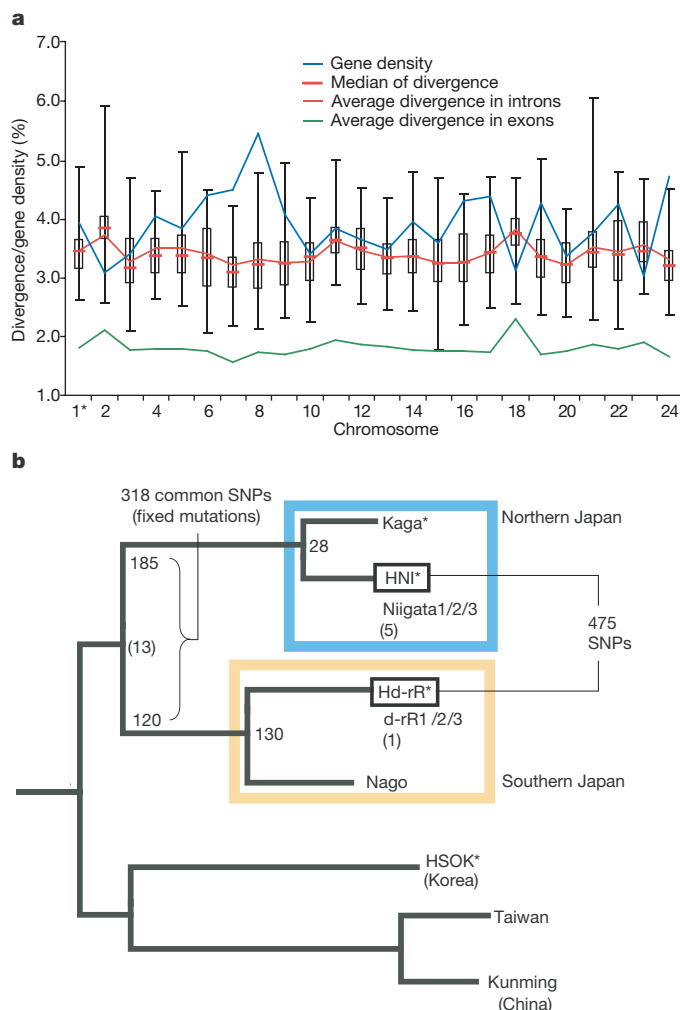 a
7.0
6.0
5.0
4.0
3.0
2.0
1.0
Divergence/gene density (%)
Gene density
Median of divergence
Average divergence in introns
Average divergence in exons
1* 2 4 6 8 10 12 14 16 18 20 22 24
Chromosome
b
318 common SNPs
(fixed mutations)
Kaga*
Northern Japan
28
185
HNI*
Niigata1/2/3
(5)
475
SNPs
(13)
Hd-rR*
120
d-rR1 /2/3
(1)
130
Nago
Southern Japan
HSOK*
(Korea)
Taiwan
Kunming
(China)